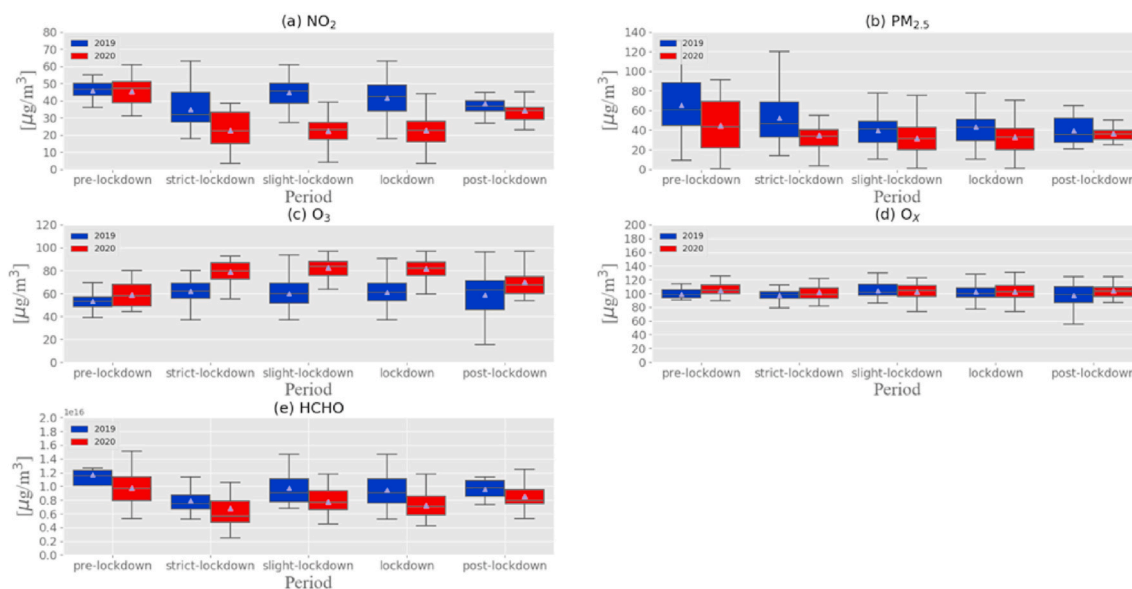 (a) NO2
[μg/m3]
80
70
60
50
40
30
20
10
0
2019
2020
pre-lockdown strict-lockdown slight-lockdown lockdown post-lockdown
Period
(b) PM2.5
[μg/m3]
140
120
100
80
60
40
20
0
2019
2020
pre-lockdown strict-lockdown slight-lockdown lockdown post-lockdown
Period
(c) O3
[μg/m3]
120
100
80
60
40
20
0
2019
2020
pre-lockdown strict-lockdown slight-lockdown lockdown post-lockdown
Period
(d) OX
[μg/m3]
200
180
160
140
120
100
80
60
40
20
0
2019
2020
pre-lockdown strict-lockdown slight-lockdown lockdown post-lockdown
Period
(e) HCHO
1e16
[μg/m3]
2.0
1.8
1.6
1.4
1.2
1.0
0.8
0.6
0.4
0.2
0.0
2019
2020
pre-lockdown strict-lockdown slight-lockdown lockdown post-lockdown
Period